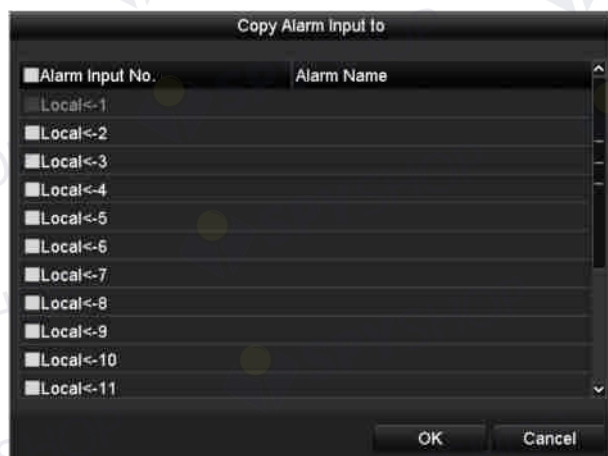 Copy Alarm Input to
Alarm Input No. Alarm Name
Local<-1
Local<-2
Local<-3
Local<-4
Local<-5
Local<-6
Local<-7
Local<-8
Local<-9
Local<-10
Local<-11
OK Cancel